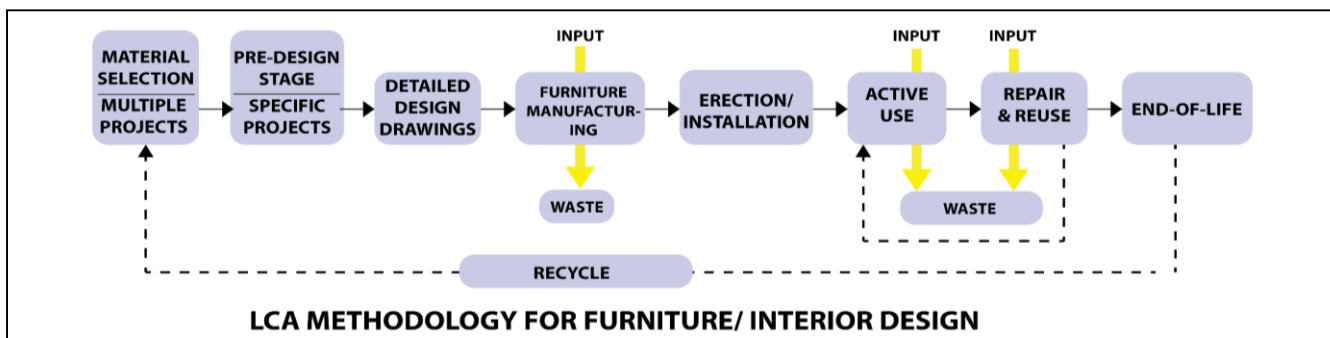 INPUT
INPUT
INPUT
MATERIAL
SELECTION
MULTIPLE
PROJECTS
PRE-DESIGN
STAGE
SPECIFIC
PROJECTS
DETAILED
DESIGN
DRAWINGS
FURNITURE
MANUFACTUR-
ING
ERECTION/
INSTALLATION
ACTIVE
USE
REPAIR
& REUSE
END-OF-LIFE
WASTE
WASTE
RECYCLE
LCA METHODOLOGY FOR FURNITURE/ INTERIOR DESIGN